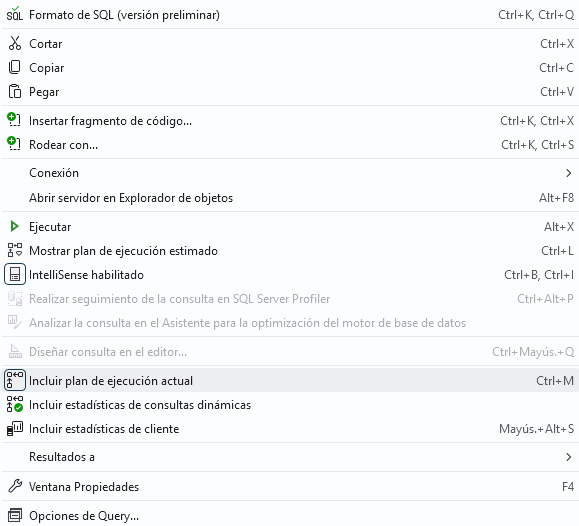 SQL Formato de SQL (versión preliminar) Ctrl+K, Ctrl+Q
Cortar Ctrl+X
Copiar Ctrl+C
Pegar Ctrl+V
Insertar fragmento de código... Ctrl+K, Ctrl+X
Rodear con... Ctrl+K, Ctrl+S
Conexión
Abrir servidor en Explorador de objetos Alt+F8
Ejecutar Alt+X
Mostrar plan de ejecución estimado Ctrl+L
IntelliSense habilitado Ctrl+B, Ctrl+I
Realizar seguimiento de la consulta en SQL Server Profiler Ctrl+Alt+P
Analizar la consulta en el Asistente para la optimización del motor de base de datos
Diseñar consulta en el editor... Ctrl+Mayús.+Q
Incluir plan de ejecución actual Ctrl+M
Incluir estadísticas de consultas dinámicas
Incluir estadísticas de cliente Mayús.+Alt+S
Resultados a
Ventana Propiedades F4
Opciones de Query...